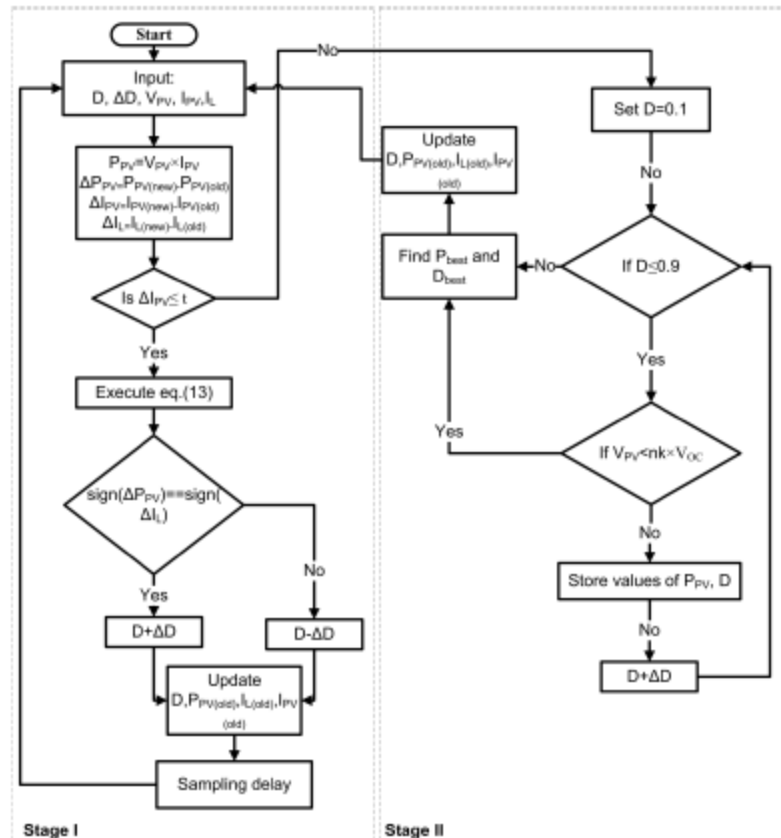 Start
Input:
D, ΔD, V_PV, I_PV,I_L
P_PV=V_PV×I_PV
ΔP_PV=P_PV(new)-P_PV(old)
ΔI_PV=I_PV(new)-I_PV(old)
ΔI_L=I_L(new)-I_L(old)
Is ΔI_PV≤ t
Yes
Execute eq.(13)
sign(ΔP_PV)==sign(
ΔI_L)
Yes
No
D+ΔD
D-ΔD
Update
D,P_PV(old),I_L(old),I_PV
(old)
Sampling delay
Stage I
No
Set D=0.1
No
If D≤0.9
No
Find P_best and
D_best
Update
D,P_PV(old),I_L(old),I_PV
(old)
Yes
If V_PV<nk×V_OC
Yes
No
Store values of P_PV, D
No
D+ΔD
Stage II